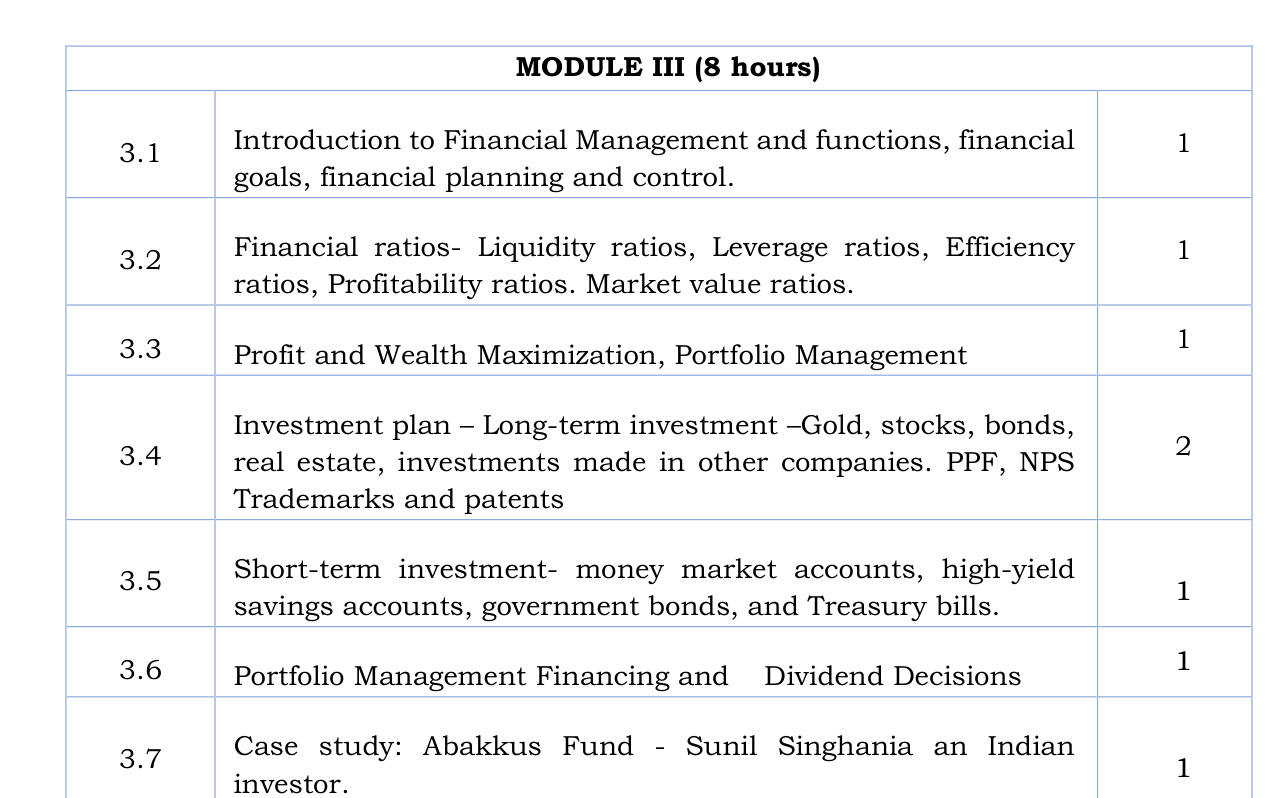 MODULE III (8 hours)
3.1
Introduction to Financial Management and functions, financial
goals, financial planning and control.
1
3.2
Financial ratios- Liquidity ratios, Leverage ratios, Efficiency
ratios, Profitability ratios. Market value ratios.
1
3.3
Profit and Wealth Maximization, Portfolio Management
1
3.4
Investment plan – Long-term investment –Gold, stocks, bonds,
real estate, investments made in other companies. PPF, NPS
Trademarks and patents
2
3.5
Short-term investment- money market accounts, high-yield
savings accounts, government bonds, and Treasury bills.
1
3.6
Portfolio Management Financing and Dividend Decisions
1
3.7
Case study: Abakkus Fund - Sunil Singhania an Indian
investor.
1